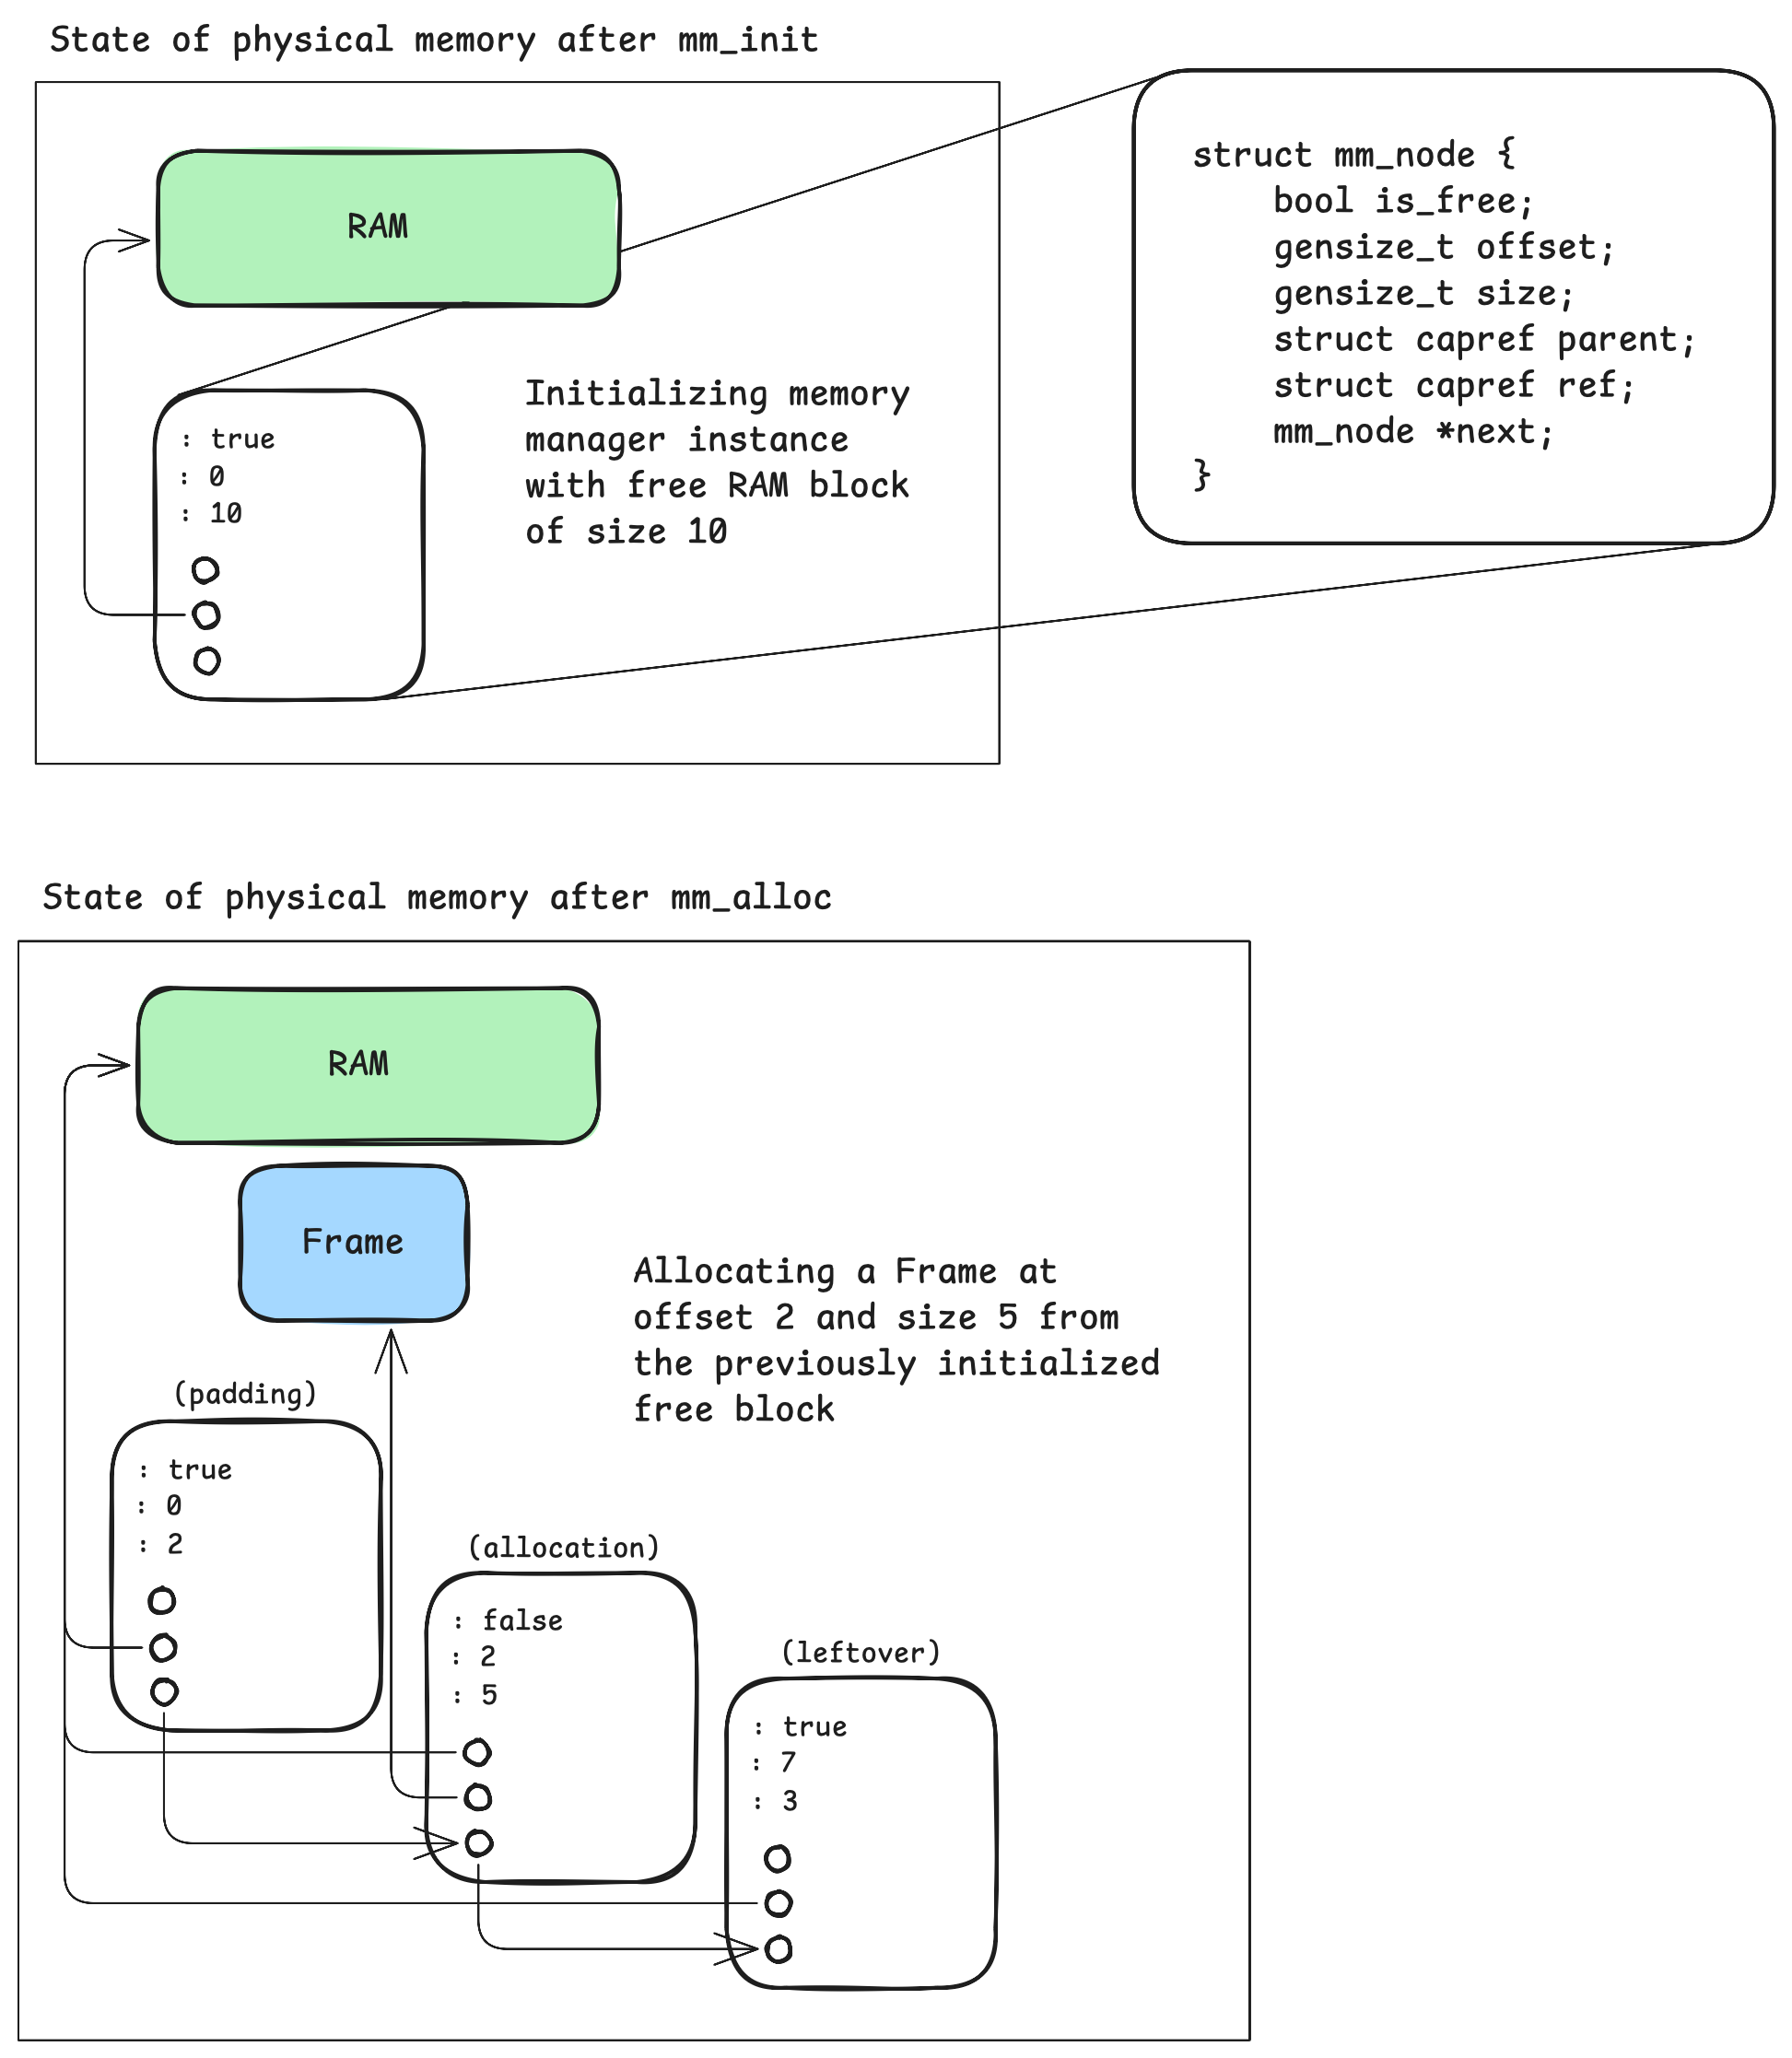 State of physical memory after mm_init
RAM
struct mm_node {
bool is_free;
gensize_t offset;
gensize_t size;
struct capref parent;
struct capref ref;
mm_node *next;
}
: true
: 0
: 10
Initializing memory
manager instance
with free RAM block
of size 10
State of physical memory after mm_alloc
RAM
Frame
Allocating a Frame at
offset 2 and size 5 from
the previously initialized
free block
(padding)
: true
: 0
: 2
(allocation)
: false
: 2
: 5
(leftover)
: true
: 7
: 3